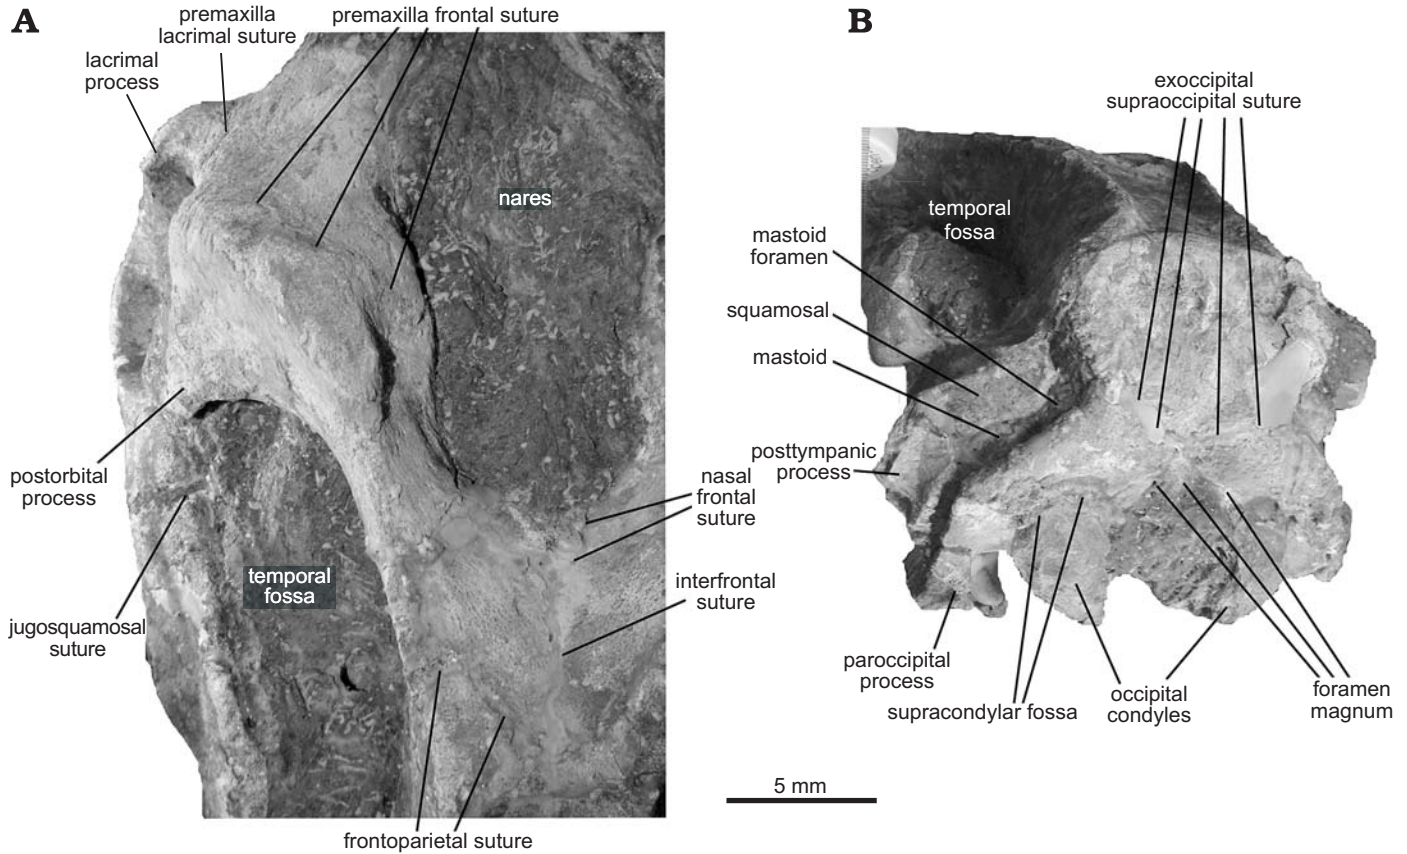 A
premaxilla
lacrimal suture
premaxilla frontal suture
lacrimal
process
nares
postorbital
process
nasal
frontal
suture
temporal
fossa
interfrontal
suture
jugosquamosal
suture
frontoparietal suture
B
exoccipital
supraoccipital suture
temporal
fossa
mastoid
foramen
squamosal
mastoid
posttympanic
process
paroccipital
process
supracondylar fossa
occipital
condyles
foramen
magnum
5 mm